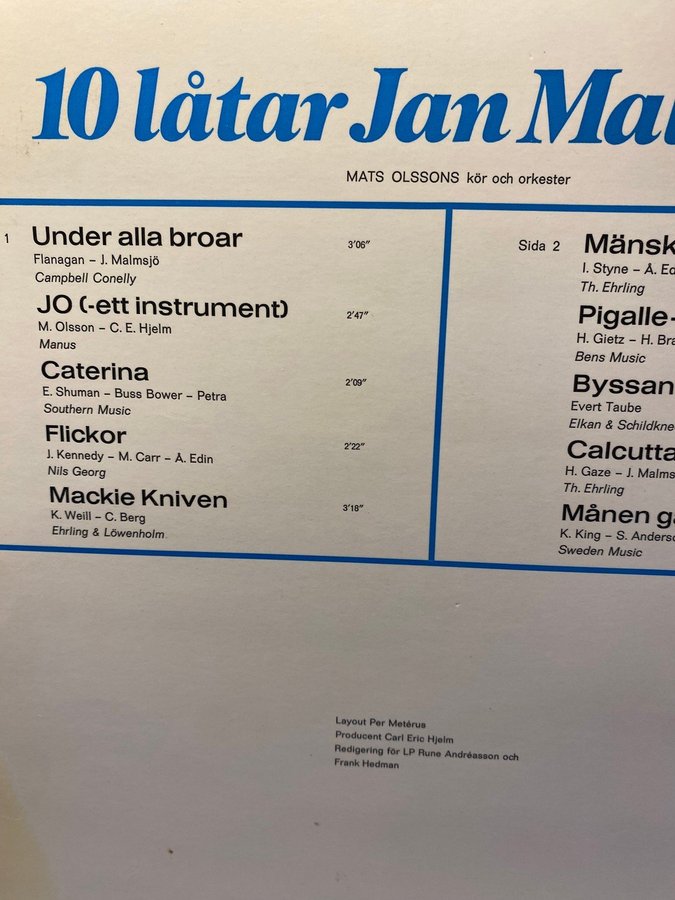 10 låtar Jan Mal
MATS OLSSONS kör och orkester
1
Under alla broar 3'06"
Flanagan – J. Malmsjö
Campbell Conelly
JO (-ett instrument) 2'47"
M. Olsson – C. E. Hjelm
Manus
Caterina 2'09"
E. Shuman – Buss Bower – Petra
Southern Music
Flickor 2'22"
J. Kennedy – M. Carr – Å. Edin
Nils Georg
Mackie Kniven 3'18"
K. Weill – C. Berg
Ehrling & Löwenholm
Sida 2
Mänsk
I. Styne – Å. Ed
Th. Ehrling
Pigalle-
H. Gietz – H. Bra
Bens Music
Byssan
Evert Taube
Elkan & Schildkne
Calcutta
H. Gaze – J. Malms
Th. Ehrling
Månen g
K. King – S. Anders
Sweden Music
Layout Per Metérus
Producent Carl Eric Hjelm
Redigering för LP Rune Andréasson och
Frank Hedman